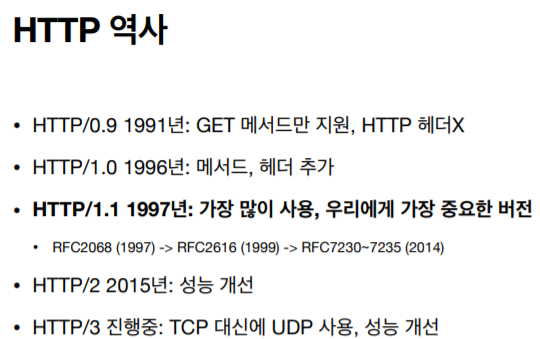 HTTP 역사
• HTTP/0.9 1991년: GET 메서드만 지원, HTTP 헤더X
• HTTP/1.0 1996년: 메서드, 헤더 추가
• HTTP/1.1 1997년: 가장 많이 사용, 우리에게 가장 중요한 버전
• RFC2068 (1997) -> RFC2616 (1999) -> RFC7230~7235 (2014)
• HTTP/2 2015년: 성능 개선
• HTTP/3 진행중: TCP 대신에 UDP 사용, 성능 개선